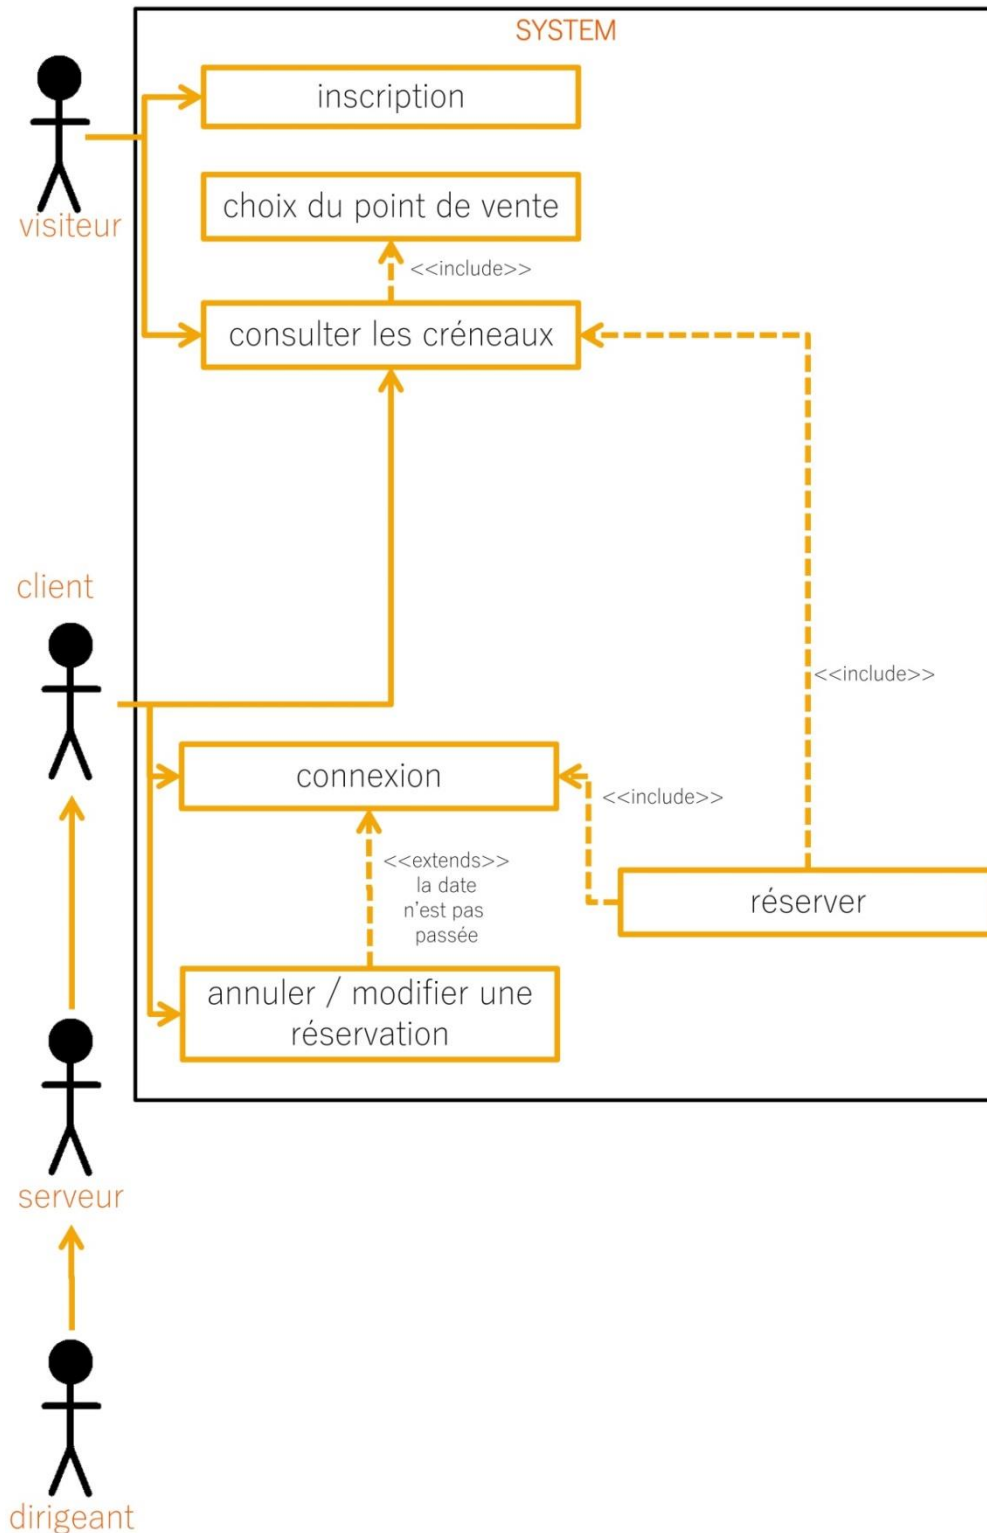 SYSTEM
inscription
visiteur
choix du point de vente
<<include>>
consulter les créneaux
client
<<include>>
connexion
<<include>>
<<extends>>
la date
n'est pas
passée
réserver
annuler / modifier une
réservation
serveur
dirigeant